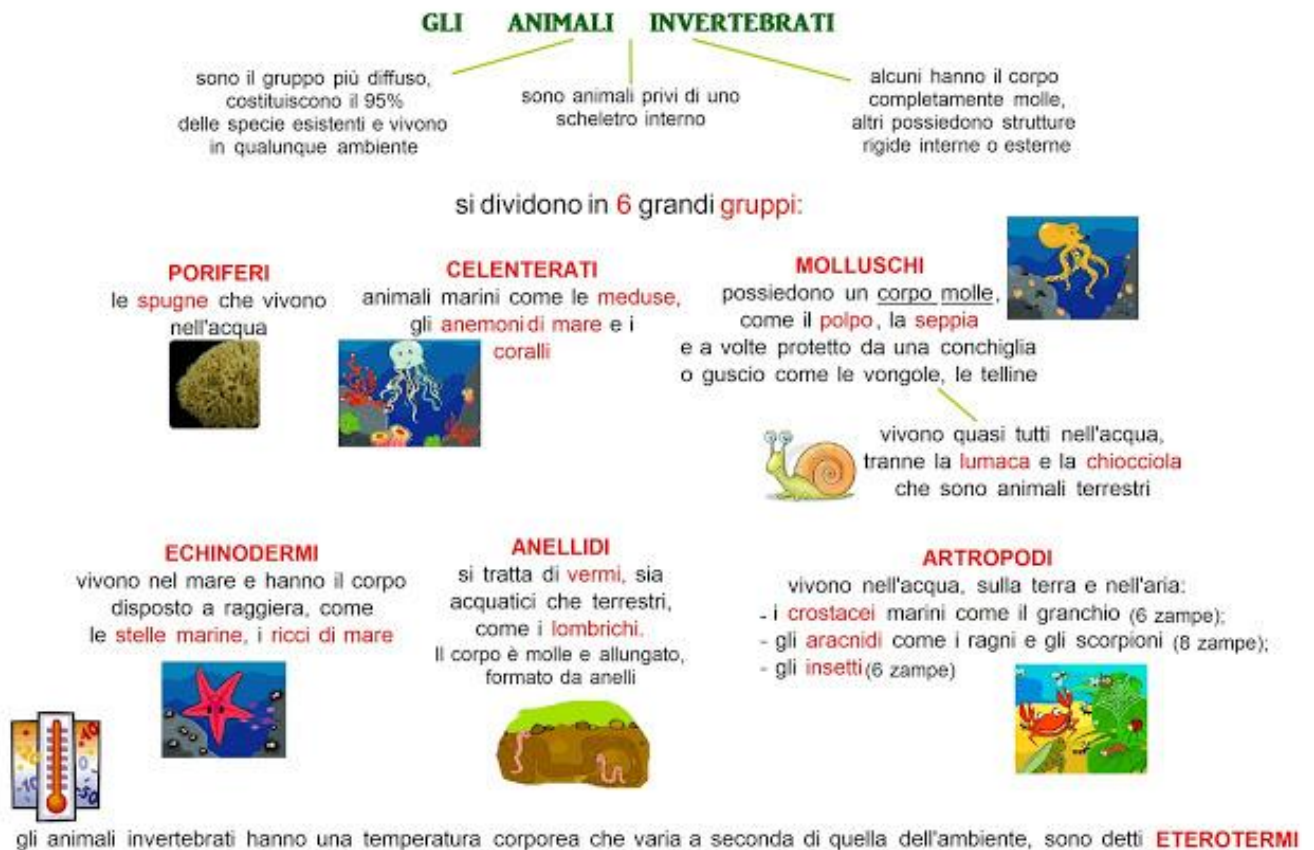 GLI ANIMALI INVERTEBRATI
sono il gruppo più diffuso,
costituiscono il 95%
delle specie esistenti e vivono
in qualunque ambiente
sono animali privi di uno
scheletro interno
alcuni hanno il corpo
completamente molle,
altri possiedono strutture
rigide interne o esterne
si dividono in 6 grandi gruppi:
PORIFERI
le spugne che vivono
nell'acqua
CELENTERATI
animali marini come le meduse,
gli anemoni di mare e i
coralli
MOLLUSCHI
possiedono un corpo molle,
come il polpo, la seppia
e a volte protetto da una conchiglia
o guscio come le vongole, le telline
vivono quasi tutti nell'acqua,
tranne la lumaca e la chiocciola
che sono animali terrestri
ECHINODERMI
vivono nel mare e hanno il corpo
disposto a raggiera, come
le stelle marine, i ricci di mare
ANELLIDI
si tratta di vermi, sia
acquatici che terrestri,
come i lombrichi.
Il corpo è molle e allungato,
formato da anelli
ARTROPODI
vivono nell'acqua, sulla terra e nell'aria:
- i crostacei marini come il granchio (6 zampe);
- gli aracnidi come i ragni e gli scorpioni (8 zampe);
- gli insetti (6 zampe)
gli animali invertebrati hanno una temperatura corporea che varia a seconda di quella dell'ambiente, sono detti ETEROTERMI